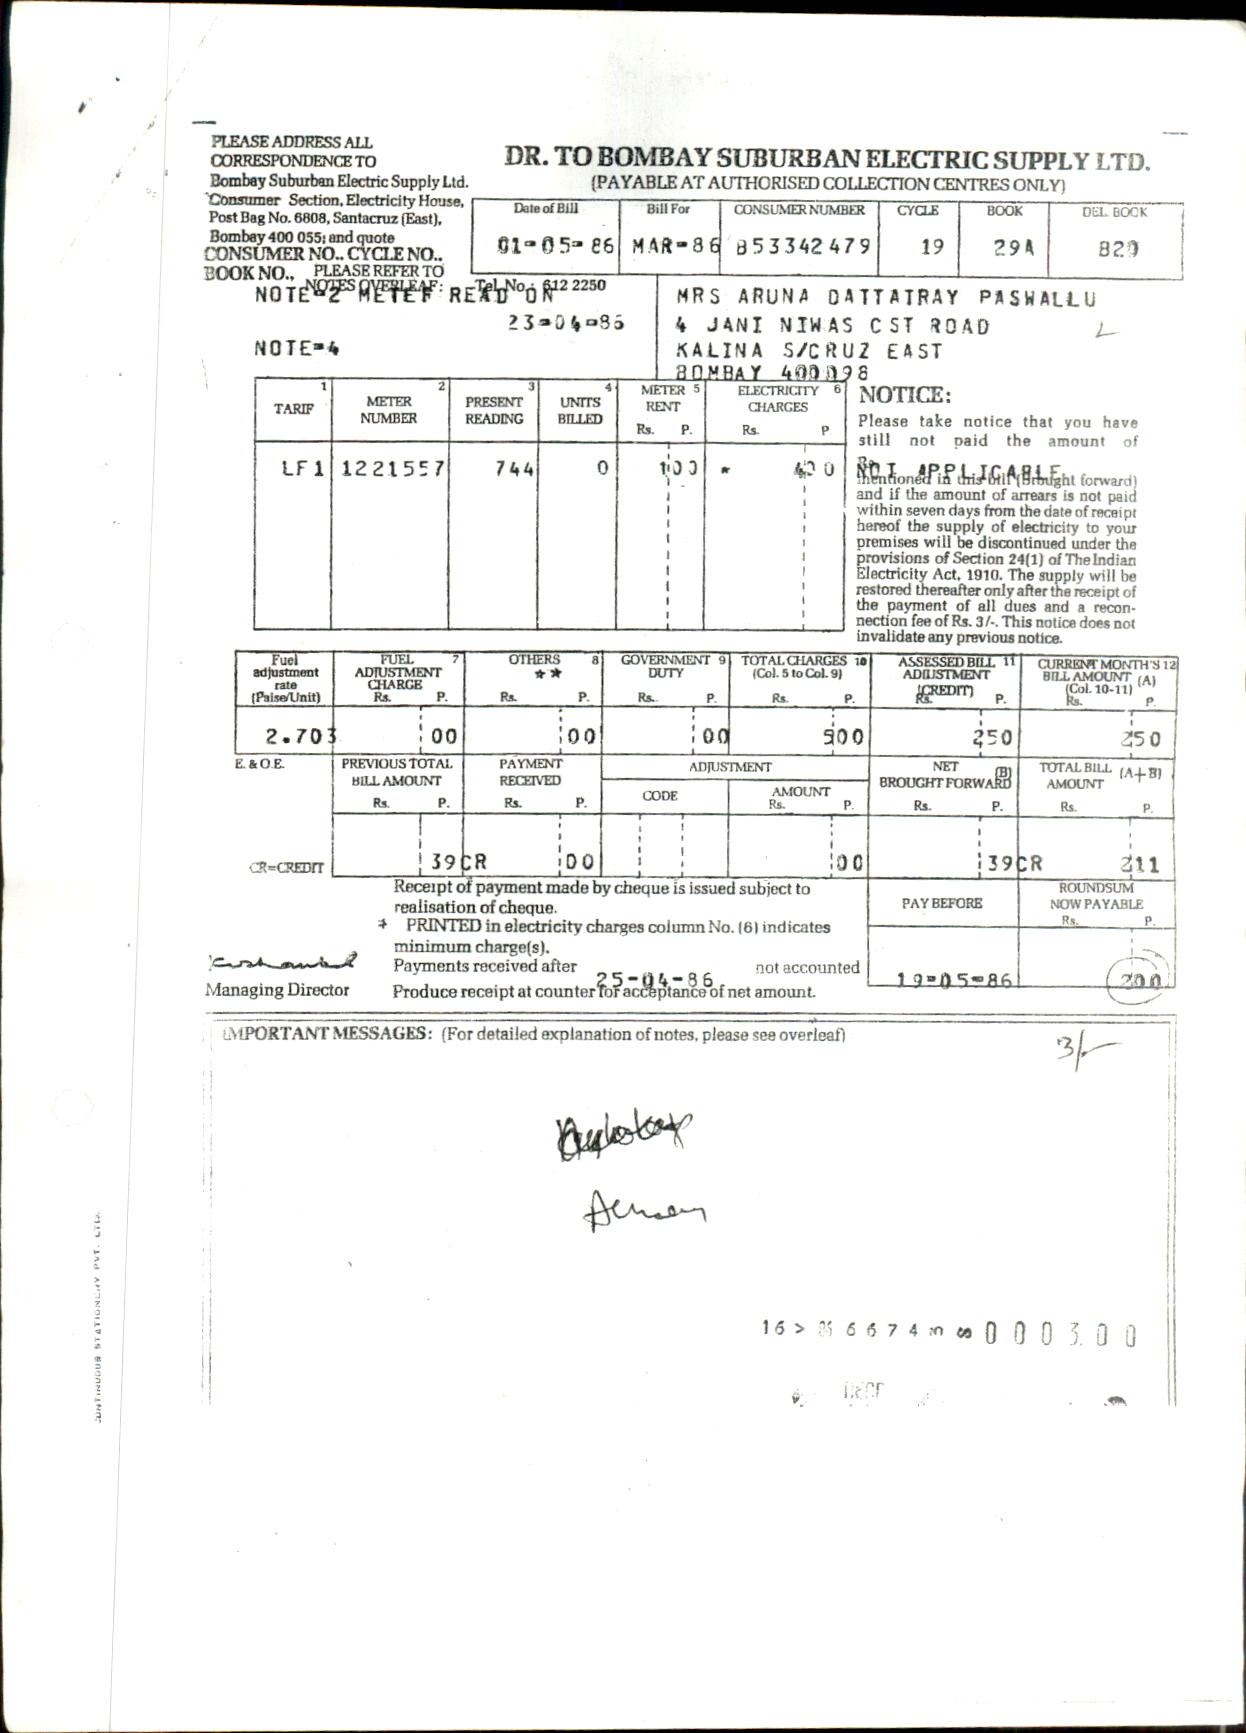 PLEASE ADDRESS ALL
CORRESPONDENCE TO
Bombay Suburban Electric Supply Ltd.
Consumer Section, Electricity House,
Post Bag No. 6808, Santacruz (East),
Bombay 400 055; and quote
CONSUMER NO.. CYCLE NO..
BOOK NO., PLEASE REFER TO
NOTES OVERLEAF: Tel. No.: 612 2250
DR. TO BOMBAY SUBURBAN ELECTRIC SUPPLY LTD.
(PAYABLE AT AUTHORISED COLLECTION CENTRES ONLY)
Date of Bill Bill For CONSUMER NUMBER CYCLE BOOK DEL. BOOK
01-05-86 MAR-86 853342479 19 29A 820
NOTE=2 METER READ ON
23-04-86
NOTE=4
MRS ARUNA DATTATRAY PASWALLU
4 JANI NIWAS CST ROAD
KALINA S/CRUZ EAST
BOMBAY 400098
1 2 3 4 METER 5 ELECTRICITY 6
TARIF METER NUMBER PRESENT READING UNITS BILLED RENT CHARGES
Rs. P. Rs. P
LF1 1221557 744 0 100 * 400
NOTICE:
Please take notice that you have
still not paid the amount of
Rs.
NOT APPLICABLE
mentioned in this bill (Brought forward)
and if the amount of arrears is not paid
within seven days from the date of receipt
hereof the supply of electricity to your
premises will be discontinued under the
provisions of Section 24(1) of The Indian
Electricity Act, 1910. The supply will be
restored thereafter only after the receipt of
the payment of all dues and a recon-
nection fee of Rs. 3/-. This notice does not
invalidate any previous notice.
Fuel FUEL 7 OTHERS 8 GOVERNMENT 9 TOTAL CHARGES 10 ASSESSED BILL 11 CURRENT MONTH'S 12
adjustment ADJUSTMENT ★★ DUTY (Col. 5 to Col. 9) ADJUSTMENT BILL AMOUNT (A)
rate CHARGE (CREDIT) (Col. 10-11)
(Paise/Unit) Rs. P. Rs. P. Rs. P. Rs. P. Rs. P. Rs. P.
2.703 00 00 00 500 250 250
E. & O.E. PREVIOUS TOTAL PAYMENT ADJUSTMENT NET (B) TOTAL BILL (A+B)
BILL AMOUNT RECEIVED CODE AMOUNT BROUGHT FORWARD AMOUNT
Rs. P. Rs. P. Rs. P. Rs. P. Rs. P.
CR=CREDIT 39CR 00 00 39CR 211
Receipt of payment made by cheque is issued subject to
realisation of cheque.
* PRINTED in electricity charges column No. (6) indicates
minimum charge(s).
Payments received after 25-04-86 not accounted
Produce receipt at counter for acceptance of net amount.
Managing Director
PAY BEFORE
19-05-86
ROUNDSUM
NOW PAYABLE
Rs. P.
200
IMPORTANT MESSAGES: (For detailed explanation of notes, please see overleaf)
3/-